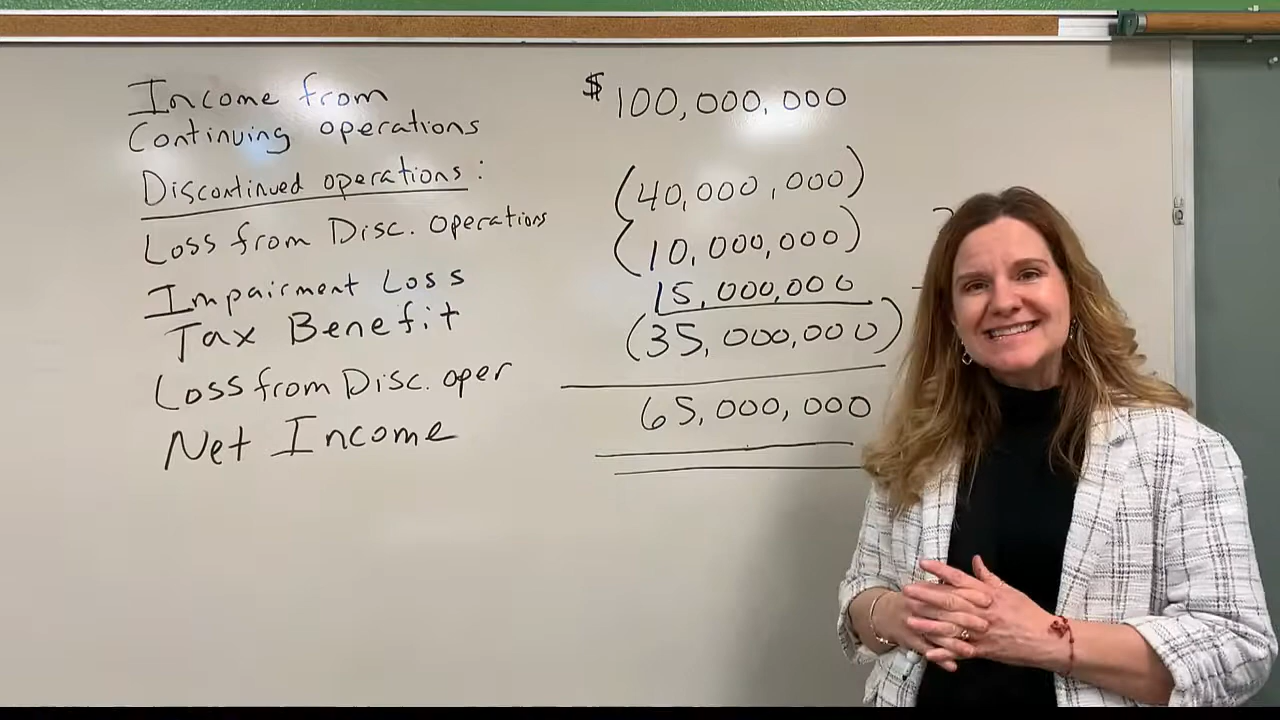 Income from $ 100,000,000
Continuing operations
Discontinued operations:
Loss from Disc. operations (40,000,000)
Impairment Loss (10,000,000)
Tax Benefit 15,000,000
Loss from Disc. oper (35,000,000)
Net Income 65,000,000